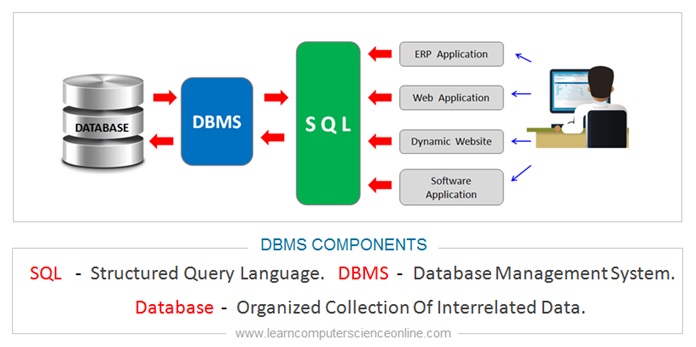 DATABASE
DBMS
SQL
ERP Application
Web Application
Dynamic Website
Software
Application
DBMS COMPONENTS
SQL - Structured Query Language. DBMS - Database Management System.
Database - Organized Collection Of Interrelated Data.
www.learncomputerscienceonline.com